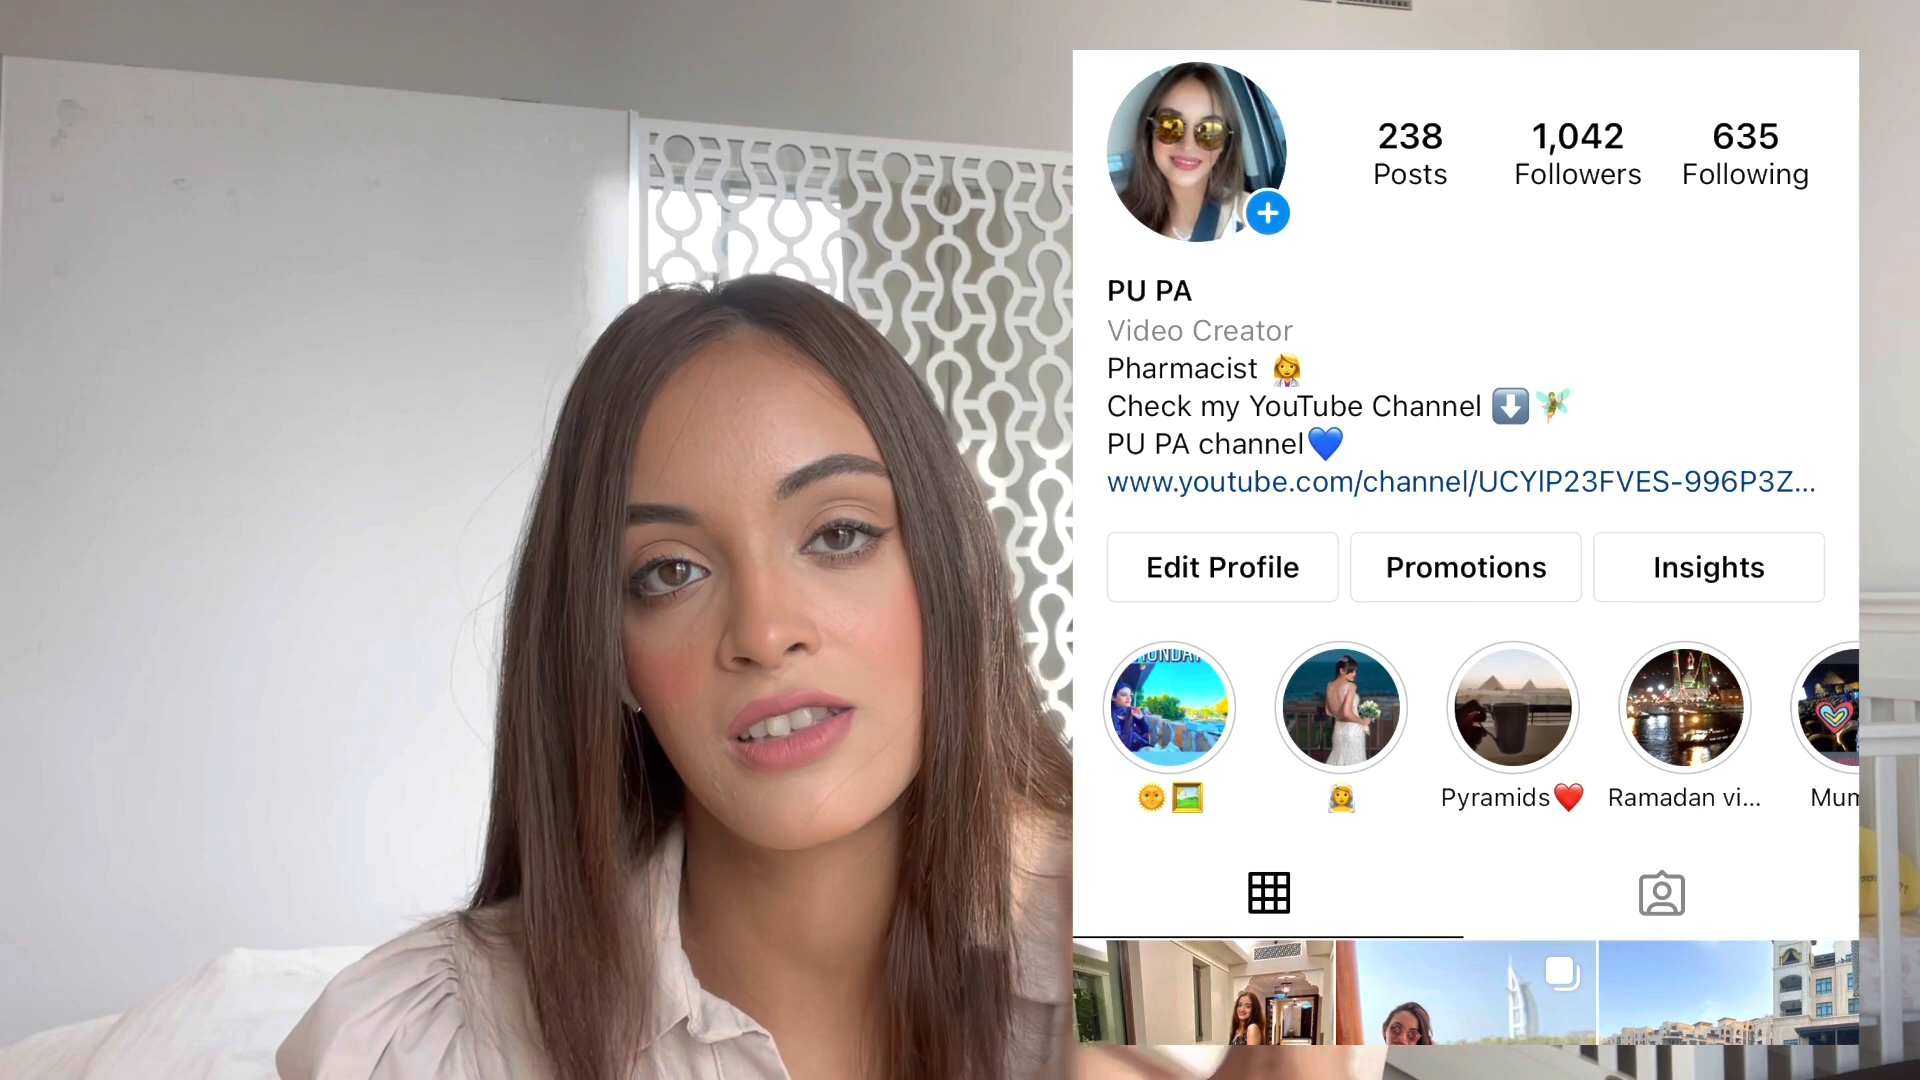 238
Posts
1,042
Followers
635
Following
PU PA
Video Creator
Pharmacist 👩‍⚕️
Check my YouTube Channel ⬇️🧚
PU PA channel💙
www.youtube.com/channel/UCYlP23FVES-996P3Z...
Edit Profile
Promotions
Insights
Pyramids❤️
Ramadan vi...